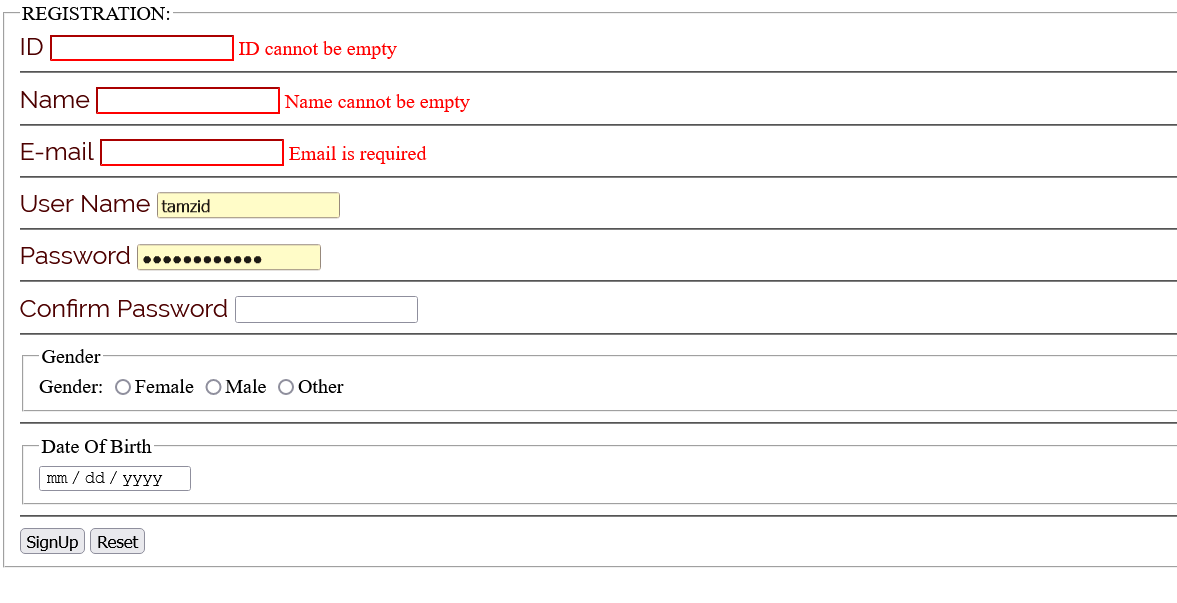 REGISTRATION:
ID ID cannot be empty
Name Name cannot be empty
E-mail Email is required
User Name tamzid
Password ●●●●●●●●●●●●
Confirm Password
Gender
Gender: Female Male Other
Date Of Birth
mm / dd / yyyy
SignUp Reset